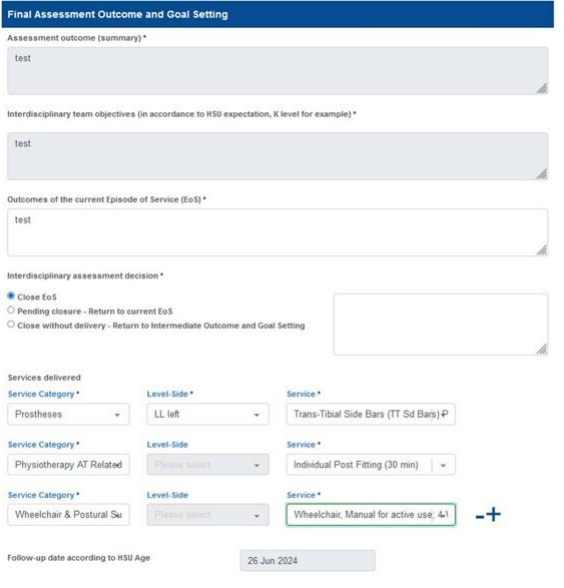 Final Assessment Outcome and Goal Setting
Assessment outcome (summary) *
test
Interdisciplinary team objectives (in accordance to HSU expectation, K level for example) *
test
Outcomes of the current Episode of Service (EoS) *
test
Interdisciplinary assessment decision *
Close EoS
Pending closure - Return to current EoS
Close without delivery - Return to Intermediate Outcome and Goal Setting
Services delivered
Service Category * Level-Side * Service *
Prostheses LL left Trans-Tibial Side Bars (TT Sd Bars)
Service Category * Level-Side Service *
Physiotherapy AT Related Please select Individual Post Fitting (30 min)
Service Category * Level-Side Service *
Wheelchair & Postural Su Please select Wheelchair, Manual for active use;
Follow-up date according to HSU Age 26 Jun 2024